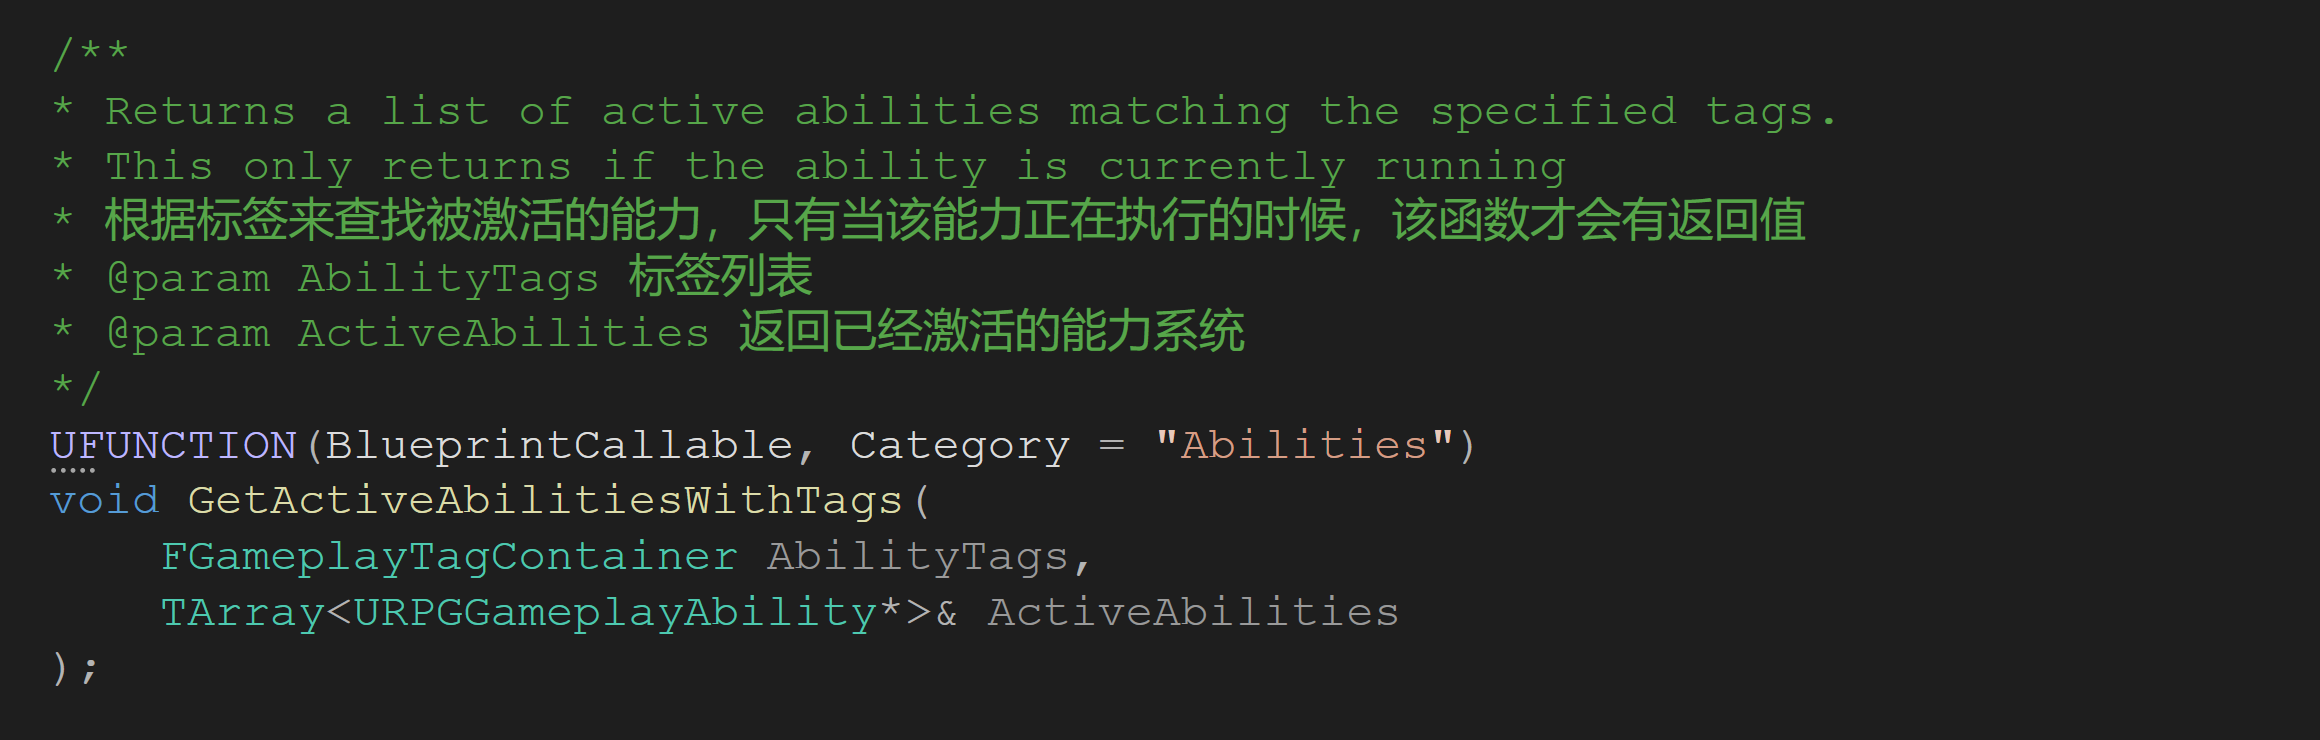 /**
* Returns a list of active abilities matching the specified tags.
* This only returns if the ability is currently running
* 根据标签来查找被激活的能力，只有当该能力正在执行的时候，该函数才会有返回值
* @param AbilityTags 标签列表
* @param ActiveAbilities 返回已经激活的能力系统
*/
UFUNCTION(BlueprintCallable, Category = "Abilities")
void GetActiveAbilitiesWithTags(
    FGameplayTagContainer AbilityTags,
    TArray<URPGGameplayAbility*>& ActiveAbilities
);